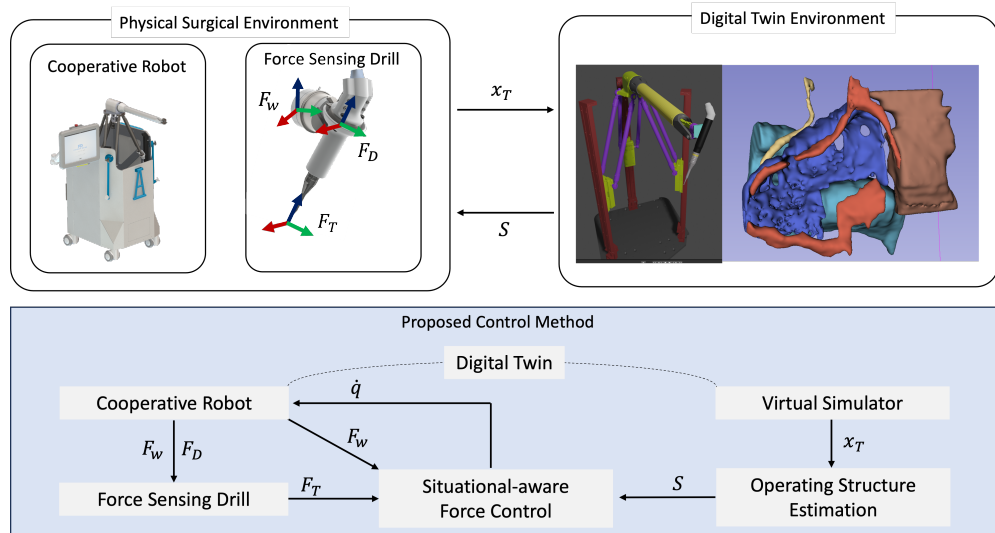 Physical Surgical Environment
Cooperative Robot
Force Sensing Drill
F_W
F_D
F_T
x_T
S
Digital Twin Environment
Proposed Control Method
Digital Twin
Cooperative Robot
q̇
Virtual Simulator
F_W
F_D
F_W
x_T
Force Sensing Drill
F_T
Situational-aware
Force Control
S
Operating Structure
Estimation